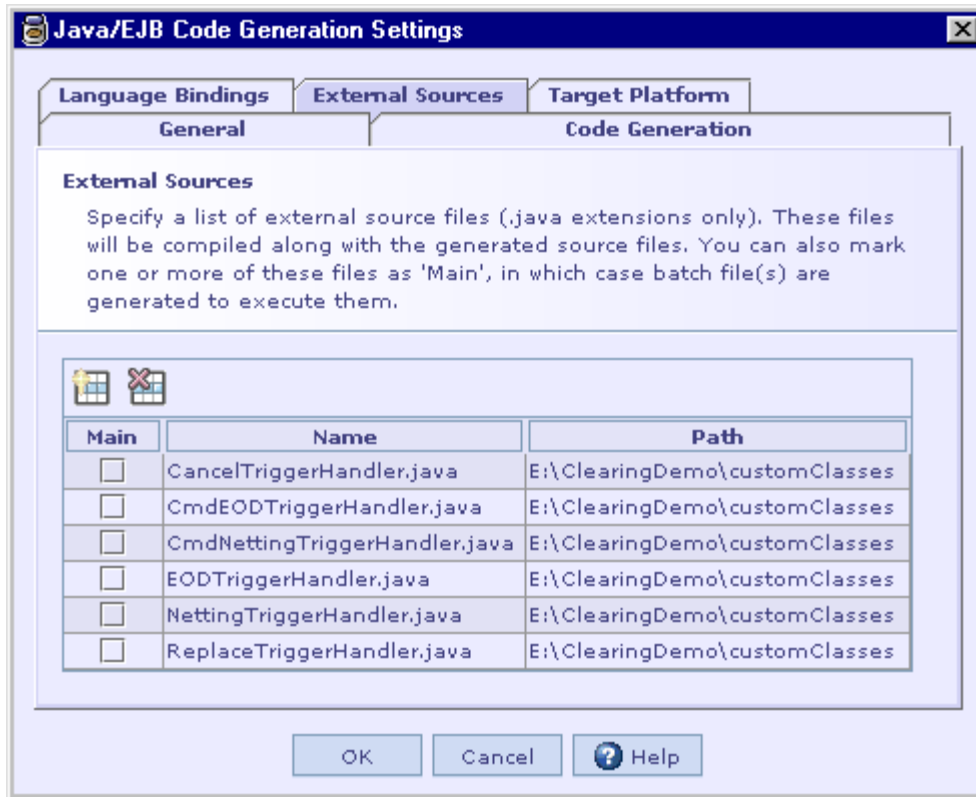 Java/EJB Code Generation Settings
Language Bindings External Sources Target Platform
General Code Generation
External Sources
Specify a list of external source files (.java extensions only). These files
will be compiled along with the generated source files. You can also mark
one or more of these files as 'Main', in which case batch file(s) are
generated to execute them.
Main Name Path
CancelTriggerHandler.java E:\ClearingDemo\customClasses
CmdEODTriggerHandler.java E:\ClearingDemo\customClasses
CmdNettingTriggerHandler.java E:\ClearingDemo\customClasses
EODTriggerHandler.java E:\ClearingDemo\customClasses
NettingTriggerHandler.java E:\ClearingDemo\customClasses
ReplaceTriggerHandler.java E:\ClearingDemo\customClasses
OK Cancel Help